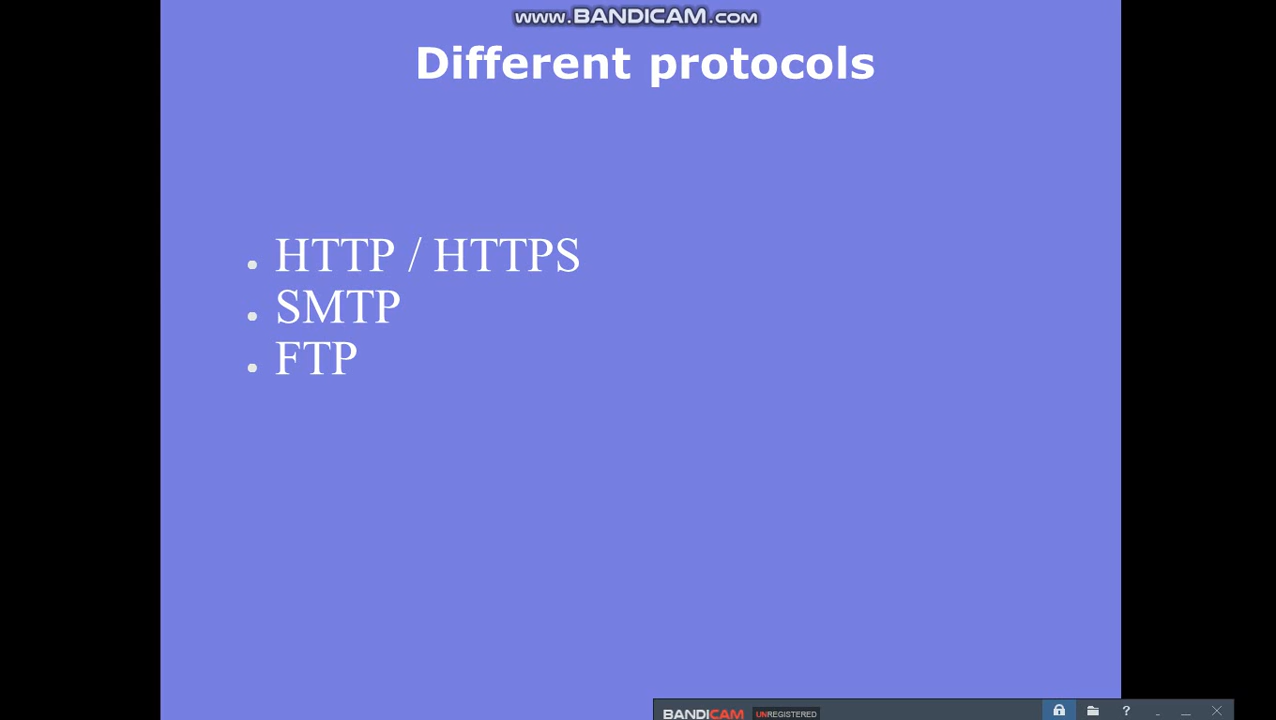 www.BANDICAM.com
Different protocols
HTTP / HTTPS
SMTP
FTP
BANDICAM UNREGISTERED ?